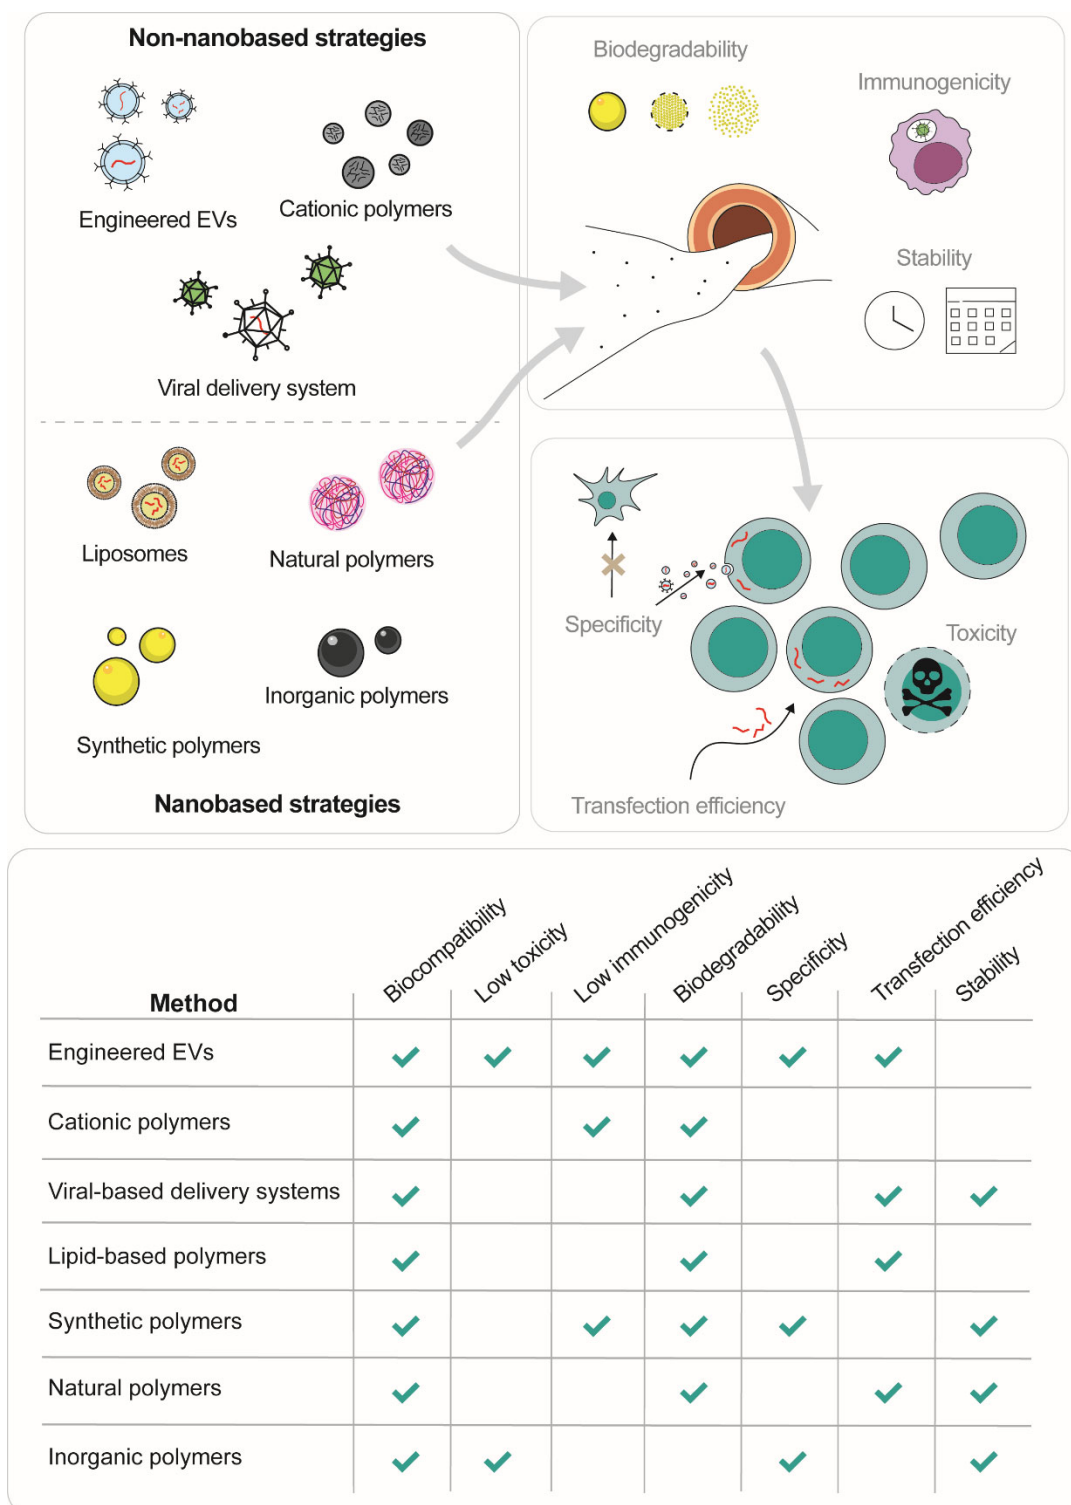 Non-nanobased strategies
Engineered EVs
Cationic polymers
Viral delivery system
Liposomes
Natural polymers
Synthetic polymers
Inorganic polymers
Nanobased strategies
Biodegradability
Immunogenicity
Stability
Specificity
Toxicity
Transfection efficiency
Method
Biocompatibility
Low toxicity
Low immunogenicity
Biodegradability
Specificity
Transfection efficiency
Stability
Engineered EVs
Cationic polymers
Viral-based delivery systems
Lipid-based polymers
Synthetic polymers
Natural polymers
Inorganic polymers